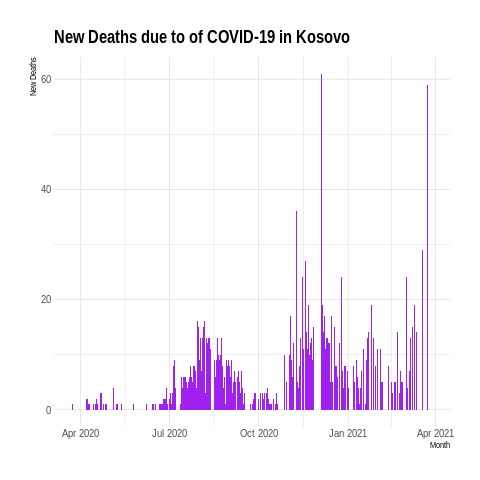 New Deaths due to of COVID-19 in Kosovo
New Deaths
60
40
20
0
Apr 2020
Jul 2020
Oct 2020
Jan 2021
Apr 2021
Month